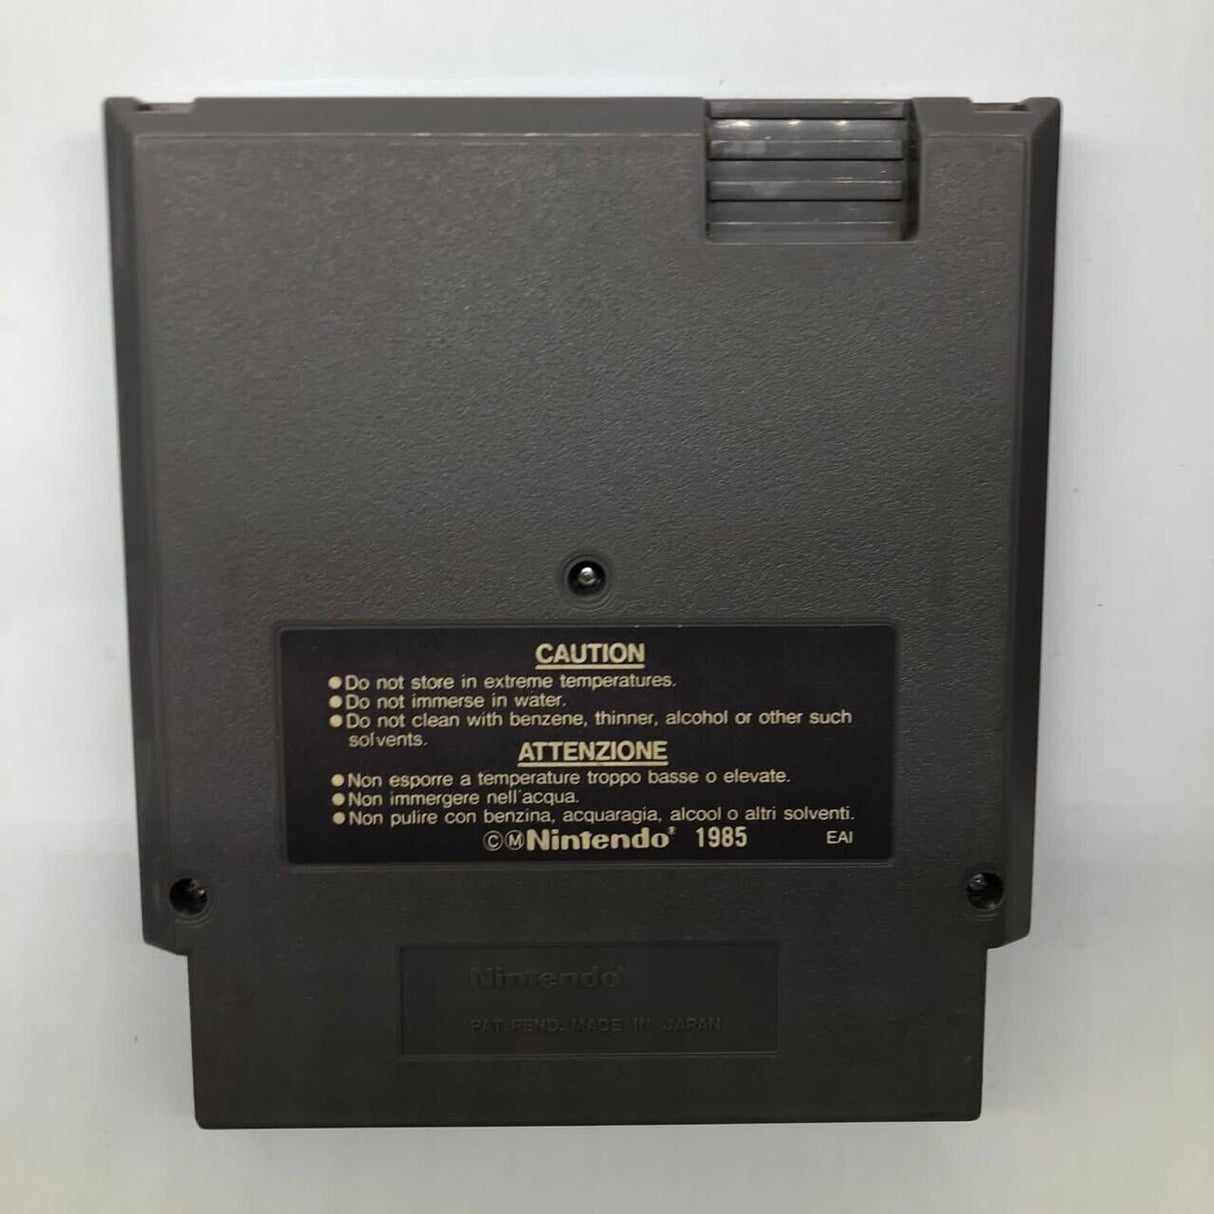 CAUTION
●Do not store in extreme temperatures.
●Do not immerse in water.
●Do not clean with benzene, thinner, alcohol or other such
solvents.
ATTENZIONE
●Non esporre a temperature troppo basse o elevate.
●Non immergere nell'acqua.
●Non pulire con benzina, acquaragia, alcool o altri solventi.
ⒸⓂNintendo® 1985 EAI
Nintendo®
PAT. PEND. MADE IN JAPAN